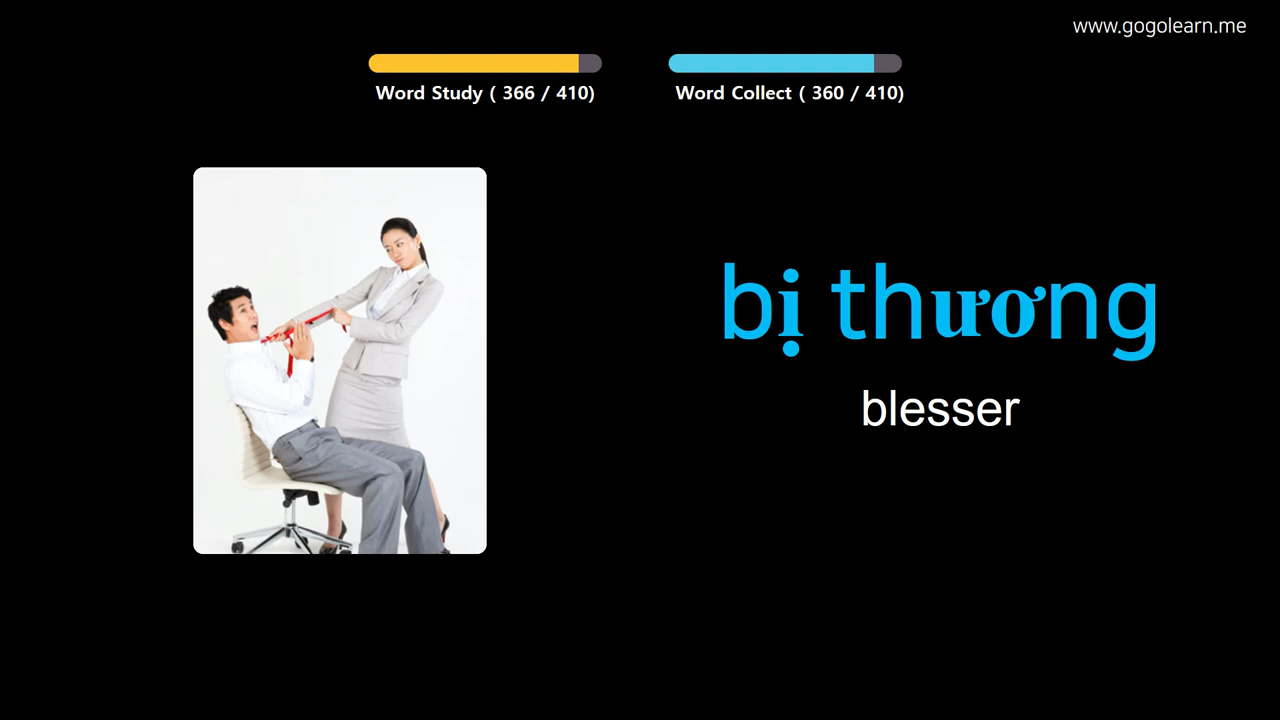 www.gogolearn.me
Word Study ( 366 / 410)
Word Collect ( 360 / 410)
bị thương
blesser